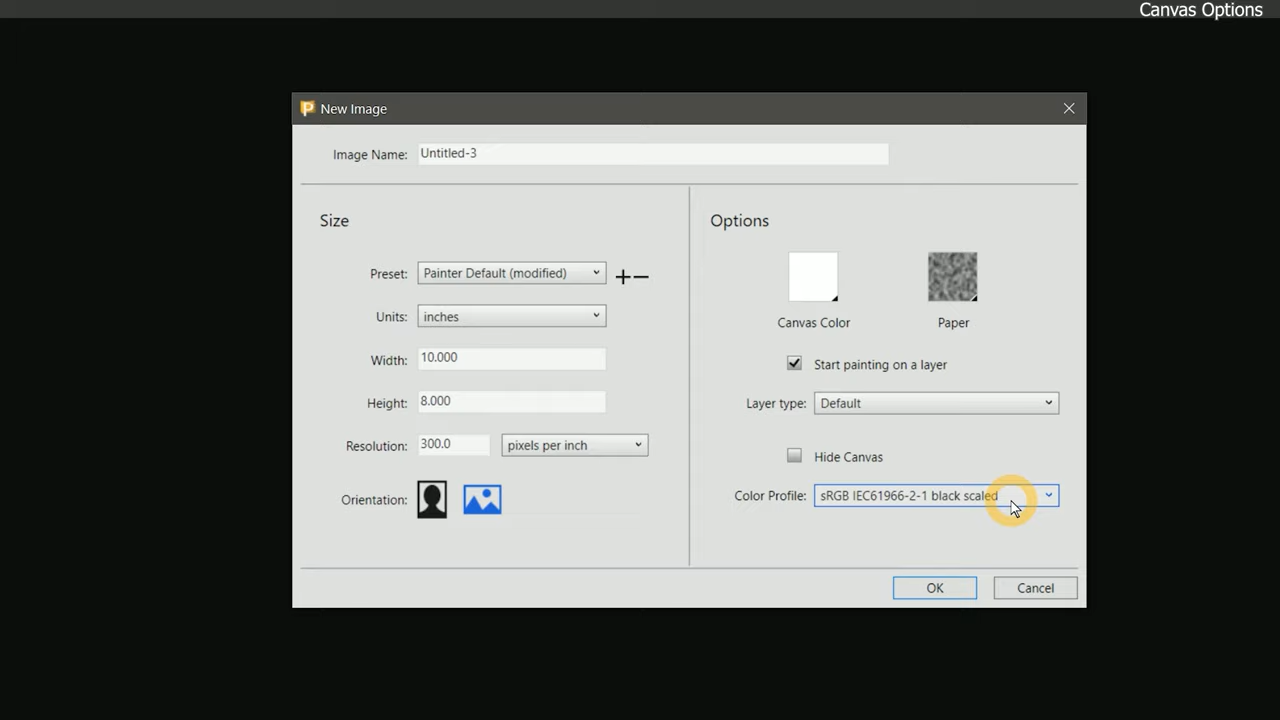 Canvas Options
New Image
Image Name: Untitled-3
Size
Preset: Painter Default (modified)
Units: inches
Width: 10.000
Height: 8.000
Resolution: 300.0 pixels per inch
Orientation:
Options
Canvas Color Paper
Start painting on a layer
Layer type: Default
Hide Canvas
Color Profile: sRGB IEC61966-2-1 black scaled
OK Cancel